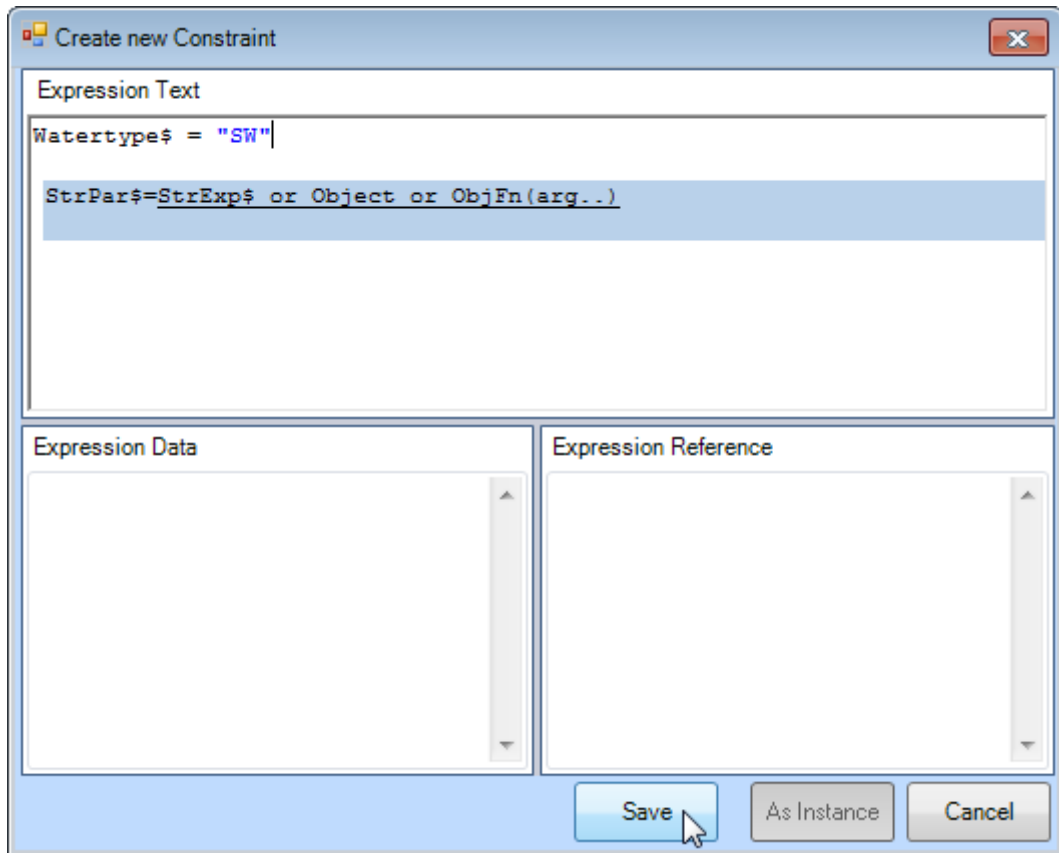 Create new Constraint
Expression Text
Watertype$ = "SW"
StrPar$=StrExp$ or Object or ObjFn(arg..)
Expression Data
Expression Reference
Save
As Instance
Cancel